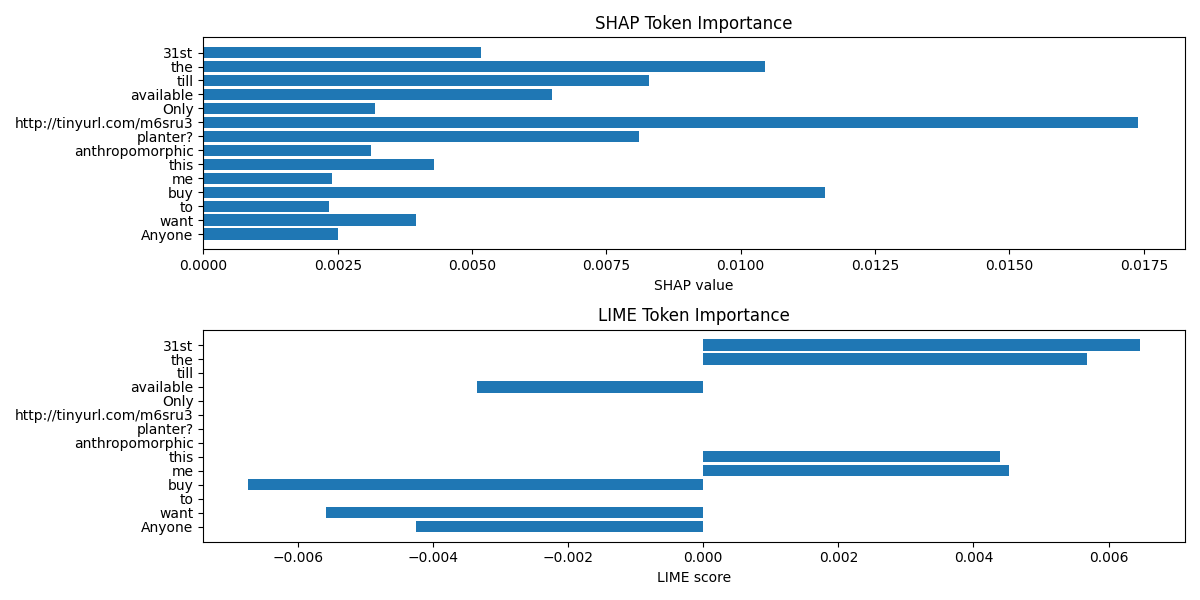 SHAP Token Importance
31st
the
till
available
Only
http://tinyurl.com/m6sru3
planter?
anthropomorphic
this
me
buy
to
want
Anyone
0.0000 0.0025 0.0050 0.0075 0.0100 0.0125 0.0150 0.0175
SHAP value
LIME Token Importance
31st
the
till
available
Only
http://tinyurl.com/m6sru3
planter?
anthropomorphic
this
me
buy
to
want
Anyone
−0.006 −0.004 −0.002 0.000 0.002 0.004 0.006
LIME score